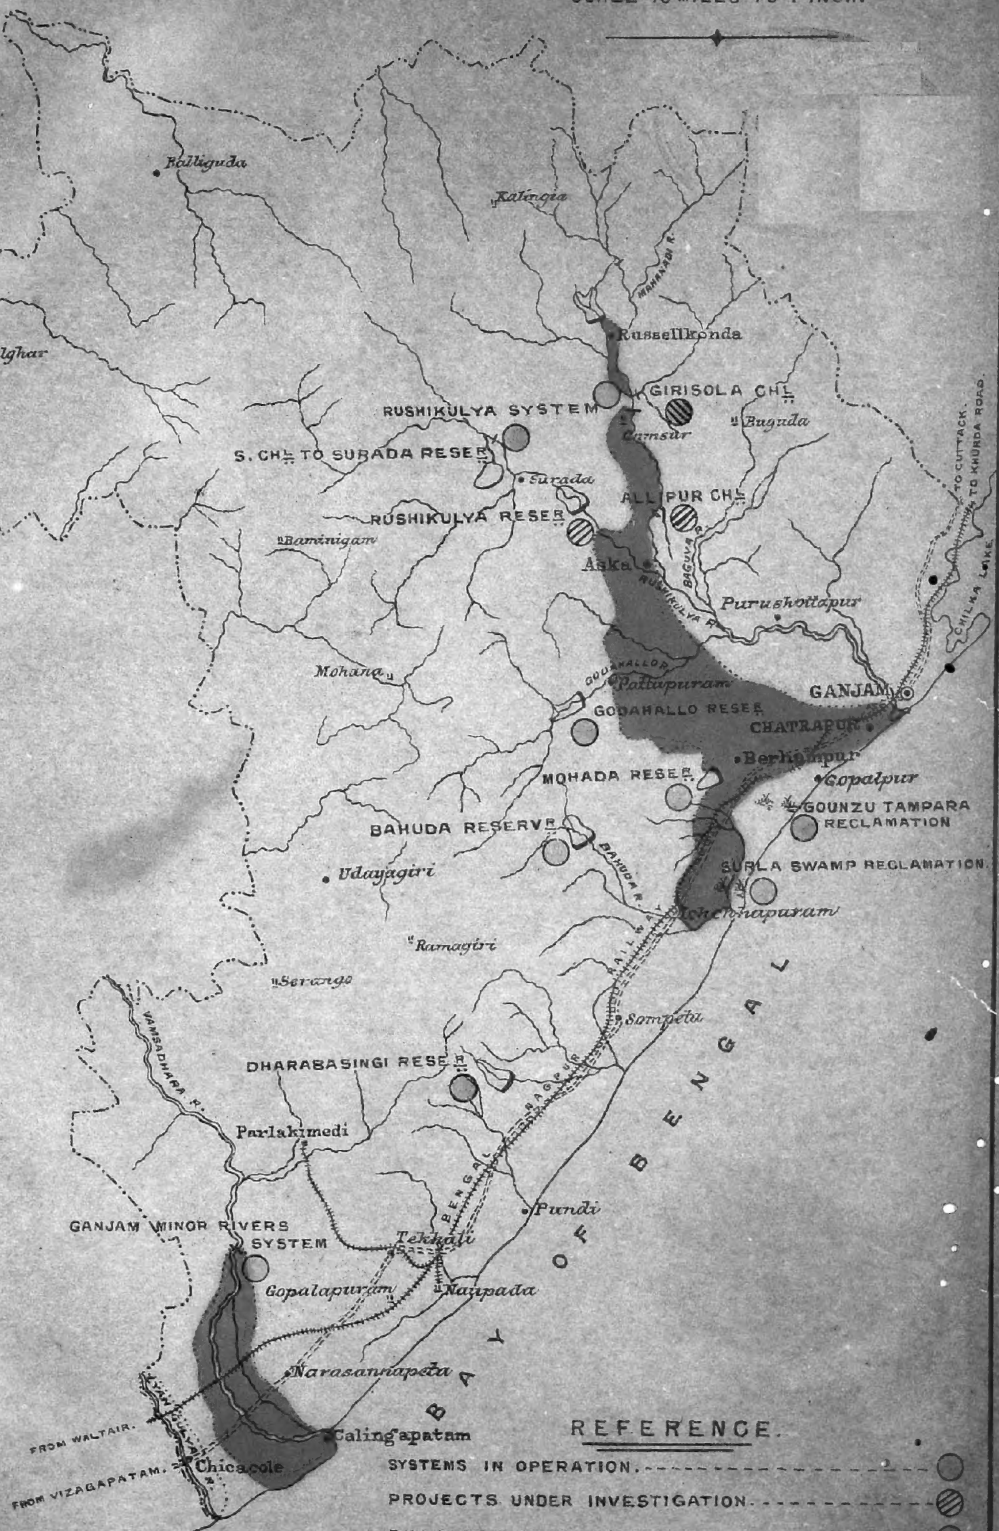 Balliguda
Kalingia
MAHANADI R.
Russellkonda
lghar
GIRISOLA CHL
RUSHIKULYA SYSTEM
Buguda
Gumsur
S. CHL TO SURADA RESER
Surada
ALLIPUR CHL
RUSHIKULYA RESER
Baminigam
TO CUTTACK.
TO KHURDA ROAD.
Aska
BAGUVA R.
RUSHIKULYA R.
Purushottapur
CHILKA LAKE
Mohana
Pattapuram
GANJAM
GODAHALLO RESER
CHATRAPUR
Berhampur
MOHADA RESER
Gopalpur
GOUNZU TAMPARA
RECLAMATION
BAHUDA RESERVR
BAHUDA R.
SURLA SWAMP RECLAMATION.
Udayagiri
Ichchhapuram
Ramagiri
Serango
Sompeta
VAMSADHARA R.
DHARABASINGI RESER
Parlakimedi
BENGAL NAGPUR RAILWAY
Pundi
GANJAM MINOR RIVERS
SYSTEM
Tekkali
Gopalapuram
Naupada
BAY OF BENGAL
Narasannapeta
Calingapatam
FROM WALTAIR.
FROM VIZAGAPATAM.
Chicacole
REFERENCE.
SYSTEMS IN OPERATION.
PROJECTS UNDER INVESTIGATION.